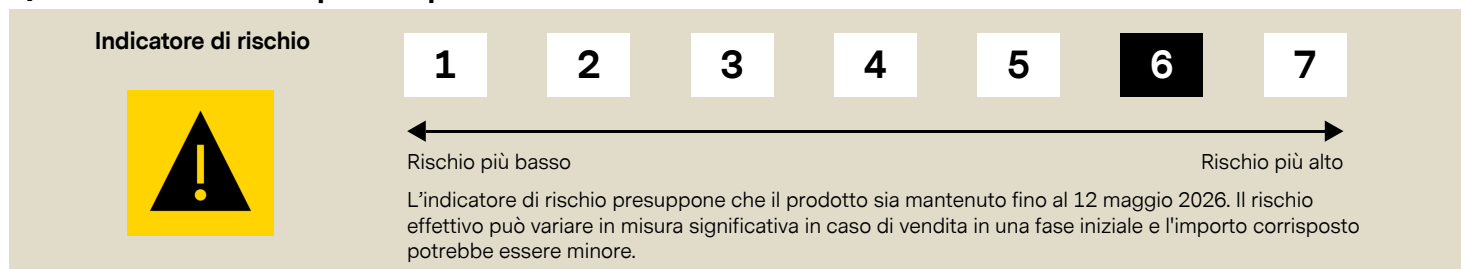 Indicatore di rischio
1 2 3 4 5 6 7
Rischio più basso Rischio più alto
L'indicatore di rischio presuppone che il prodotto sia mantenuto fino al 12 maggio 2026. Il rischio
effettivo può variare in misura significativa in caso di vendita in una fase iniziale e l'importo corrisposto
potrebbe essere minore.